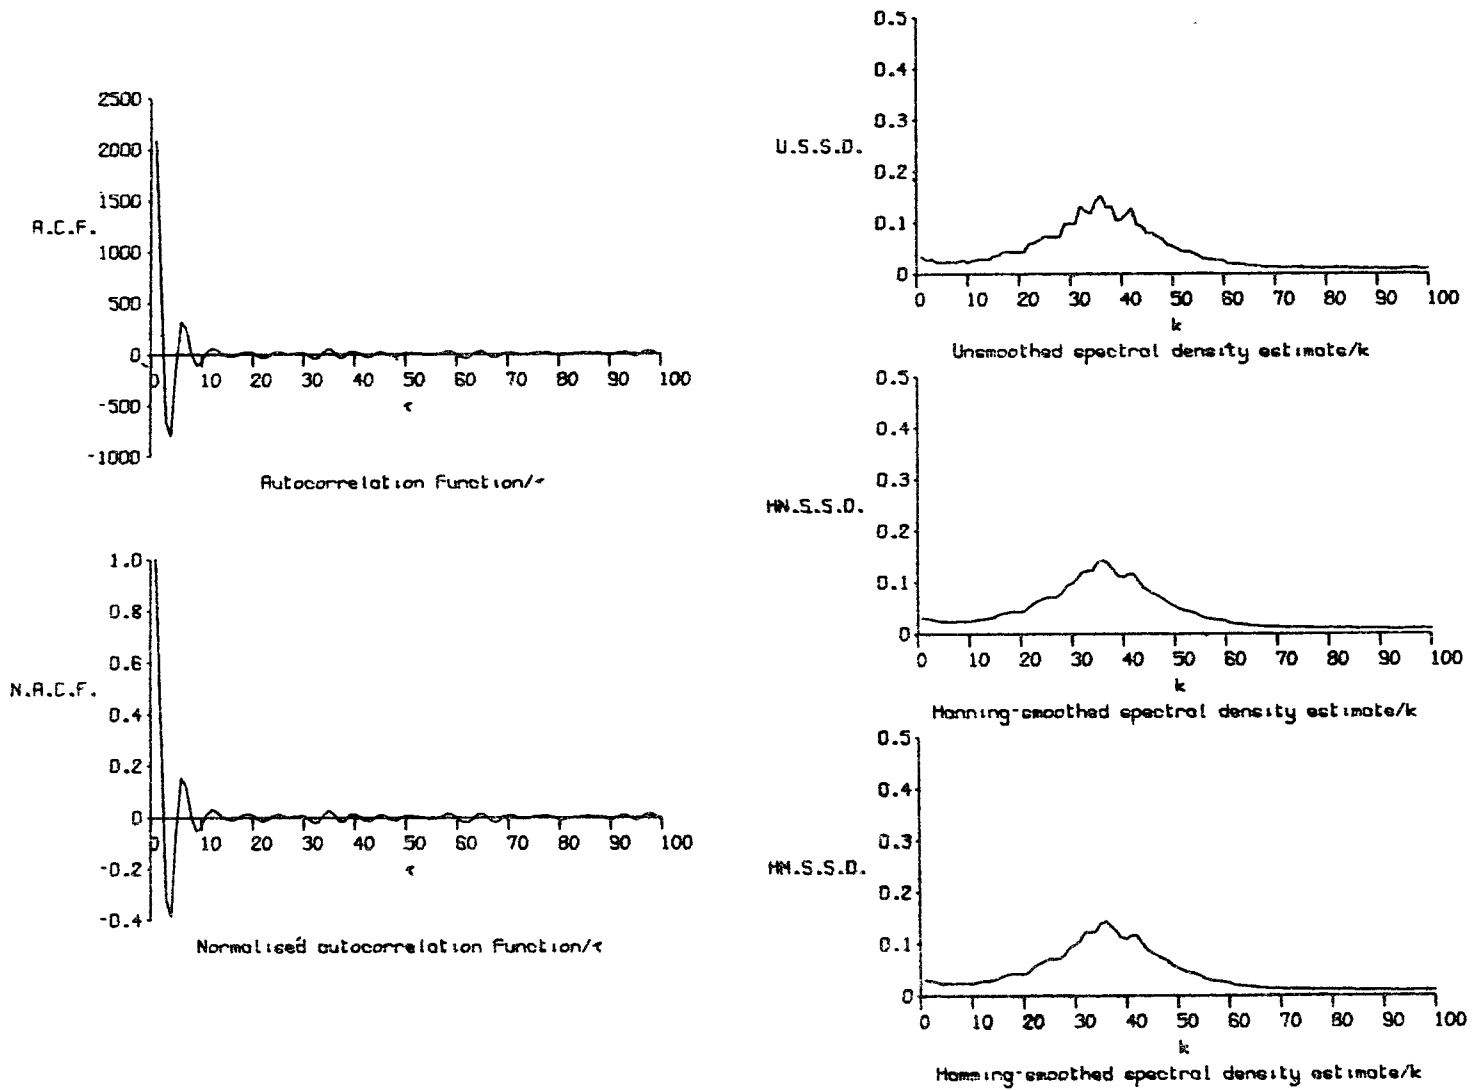 2500
2000
1500
A.C.F.
1000
500
0
-500
-1000
0 10 20 30 40 50 60 70 80 90 100
τ
Autocorrelation function/τ
1.0
0.8
0.6
N.A.C.F.
0.4
0.2
0
-0.2
-0.4
0 10 20 30 40 50 60 70 80 90 100
τ
Normalised autocorrelation function/τ
0.5
0.4
0.3
U.S.S.D.
0.2
0.1
0
0 10 20 30 40 50 60 70 80 90 100
k
Unsmoothed spectral density estimate/k
0.5
0.4
0.3
HN.S.S.D.
0.2
0.1
0
0 10 20 30 40 50 60 70 80 90 100
k
Hanning-smoothed spectral density estimate/k
0.5
0.4
0.3
HM.S.S.D.
0.2
0.1
0
0 10 20 30 40 50 60 70 80 90 100
k
Hamming-smoothed spectral density estimate/k